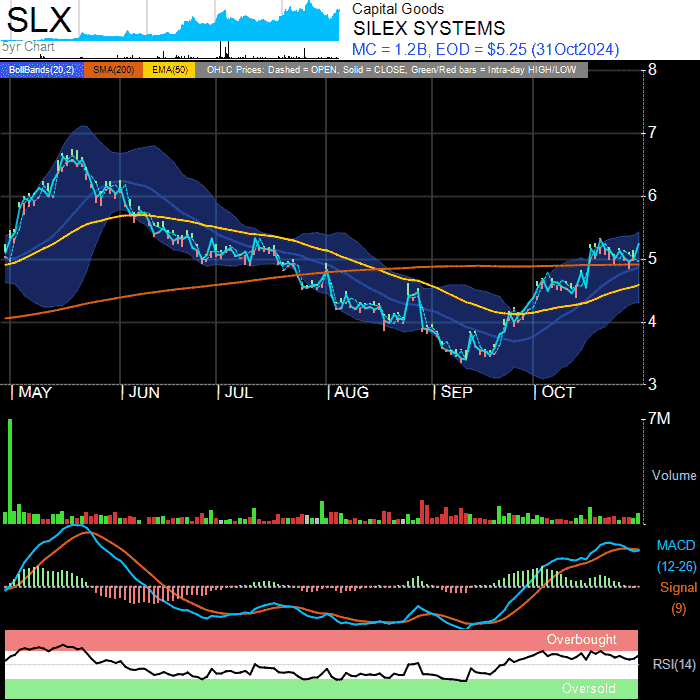 SLX
5yr Chart
Capital Goods
SILEX SYSTEMS
MC = 1.2B, EOD = $5.25 (31Oct2024)
BollBands(20,2) SMA(200) EMA(50) OHLC Prices: Dashed = OPEN, Solid = CLOSE, Green/Red bars = Intra-day HIGH/LOW
8
7
6
5
4
3
MAY JUN JUL AUG SEP OCT
7M
Volume
MACD
(12-26)
Signal
(9)
Overbought
RSI(14)
Oversold